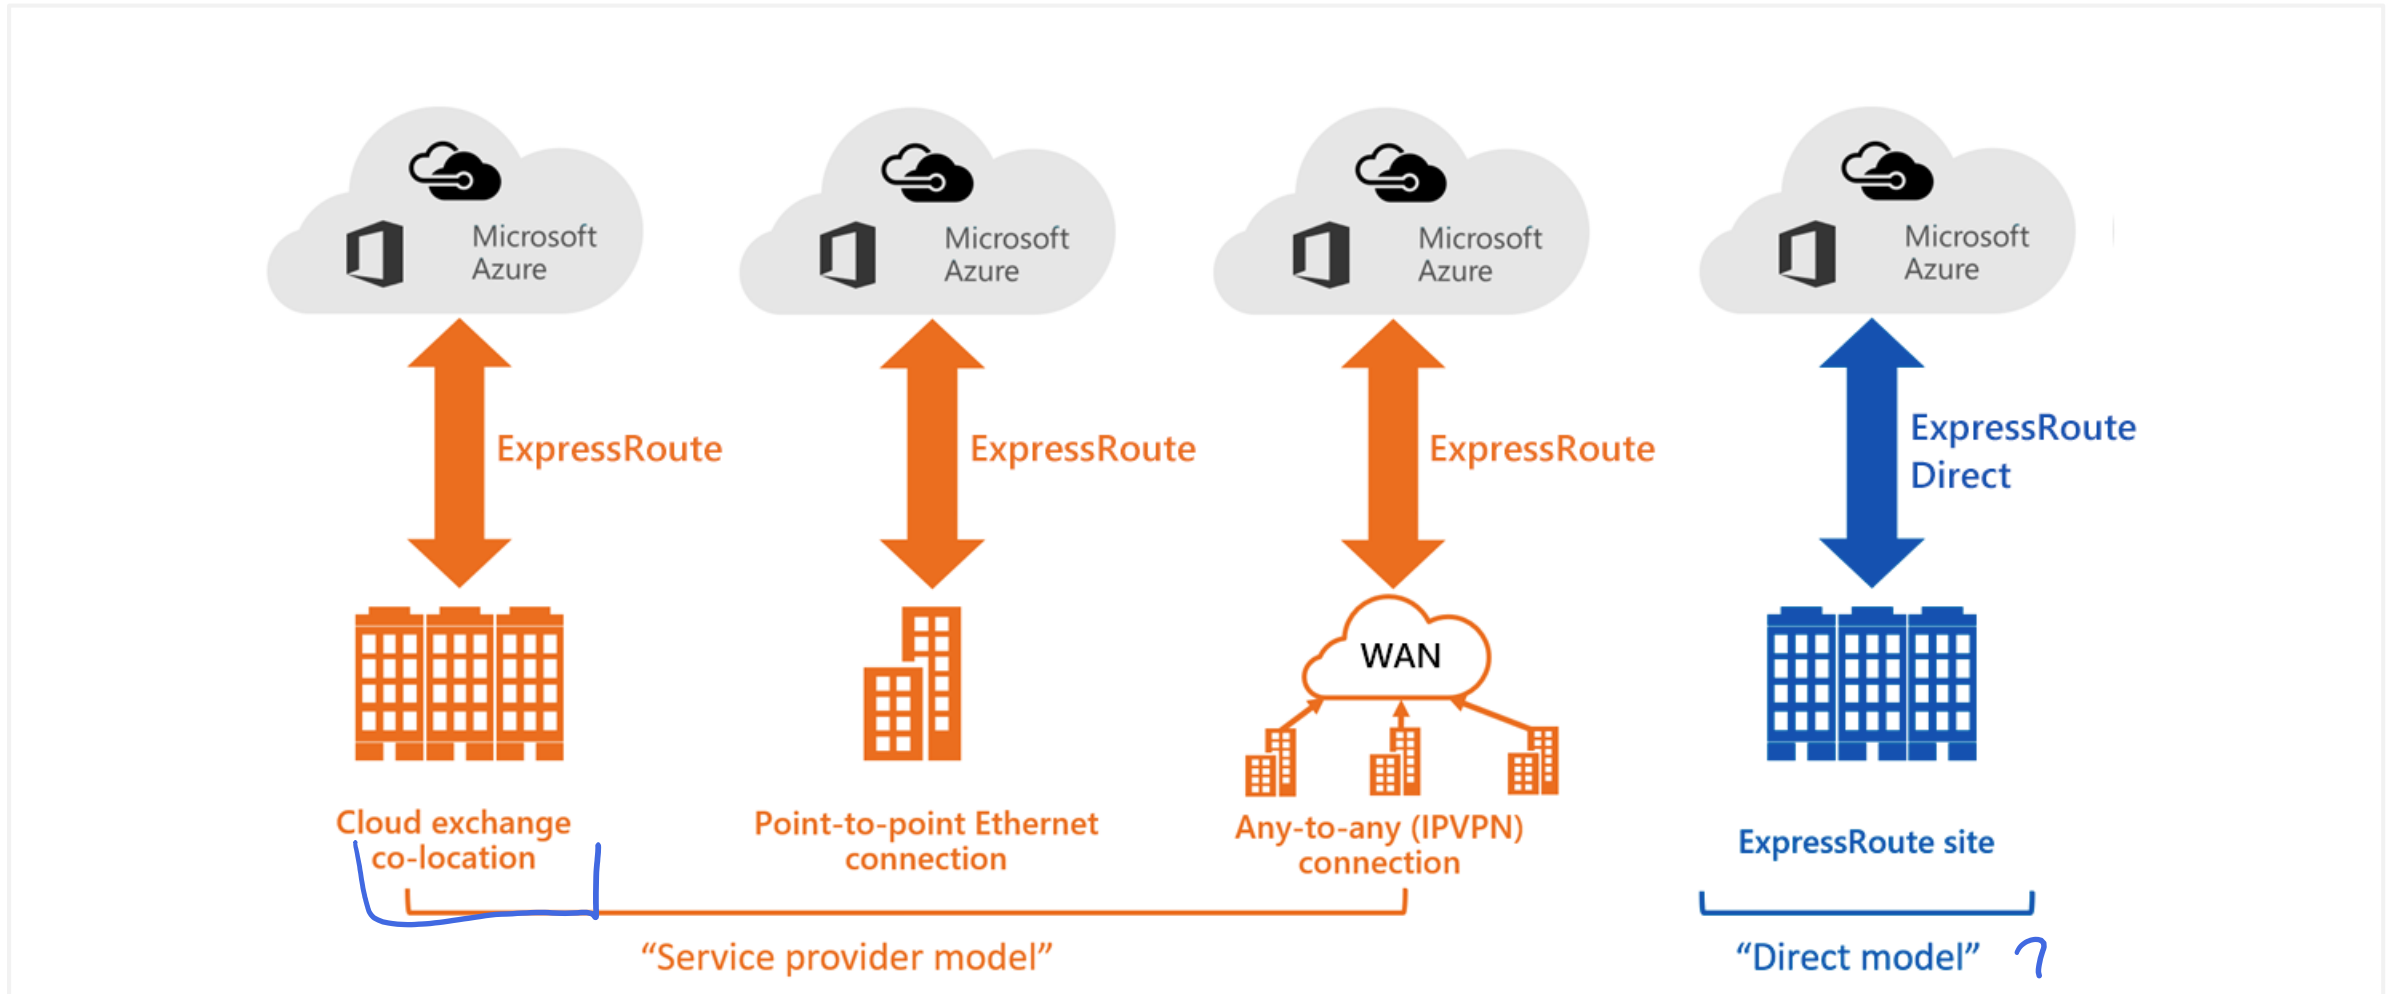 Microsoft
Azure
Microsoft
Azure
Microsoft
Azure
Microsoft
Azure
ExpressRoute
ExpressRoute
ExpressRoute
ExpressRoute
Direct
WAN
Cloud exchange
co-location
Point-to-point Ethernet
connection
Any-to-any (IPVPN)
connection
ExpressRoute site
“Service provider model”
“Direct model” ?